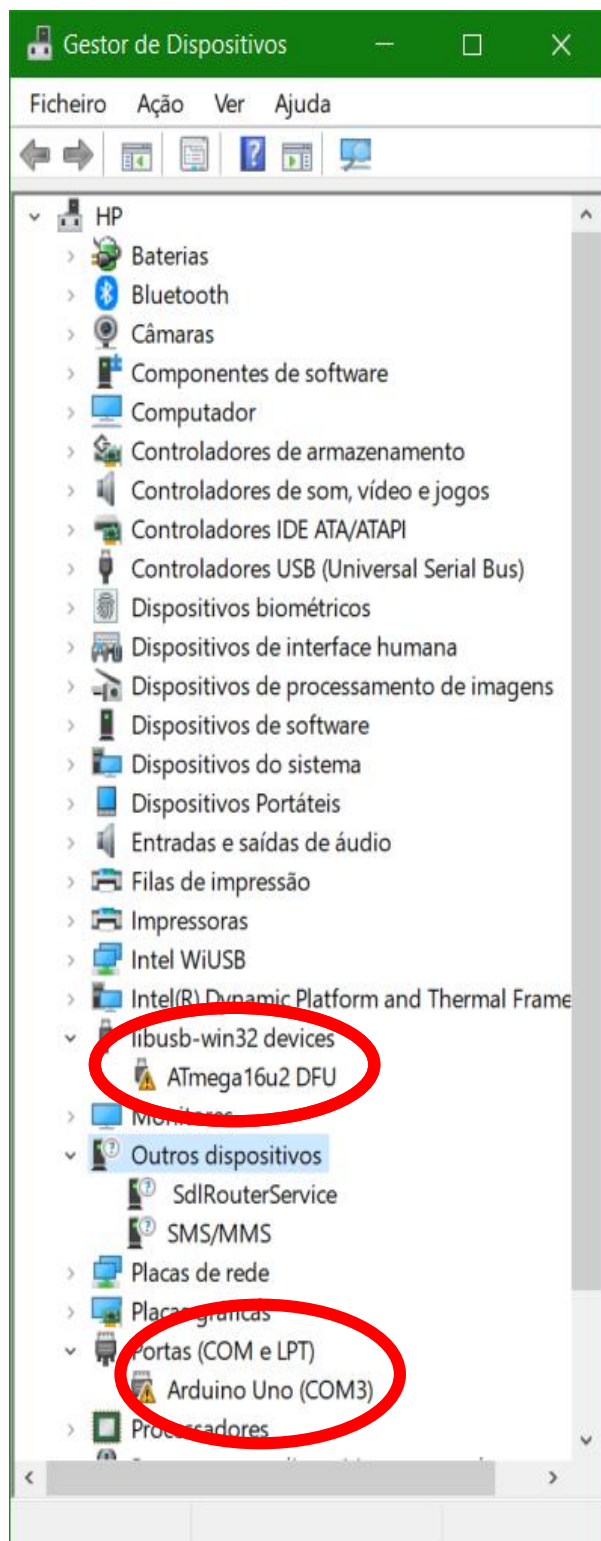 Gestor de Dispositivos
Ficheiro Ação Ver Ajuda
HP
Baterias
Bluetooth
Câmaras
Componentes de software
Computador
Controladores de armazenamento
Controladores de som, vídeo e jogos
Controladores IDE ATA/ATAPI
Controladores USB (Universal Serial Bus)
Dispositivos biométricos
Dispositivos de interface humana
Dispositivos de processamento de imagens
Dispositivos de software
Dispositivos do sistema
Dispositivos Portáteis
Entradas e saídas de áudio
Filas de impressão
Impressoras
Intel WiUSB
Intel(R) Dynamic Platform and Thermal Frame
libusb-win32 devices
ATmega16u2 DFU
Monitores
Outros dispositivos
SdlRouterService
SMS/MMS
Placas de rede
Placas gráficas
Portas (COM e LPT)
Arduino Uno (COM3)
Processadores